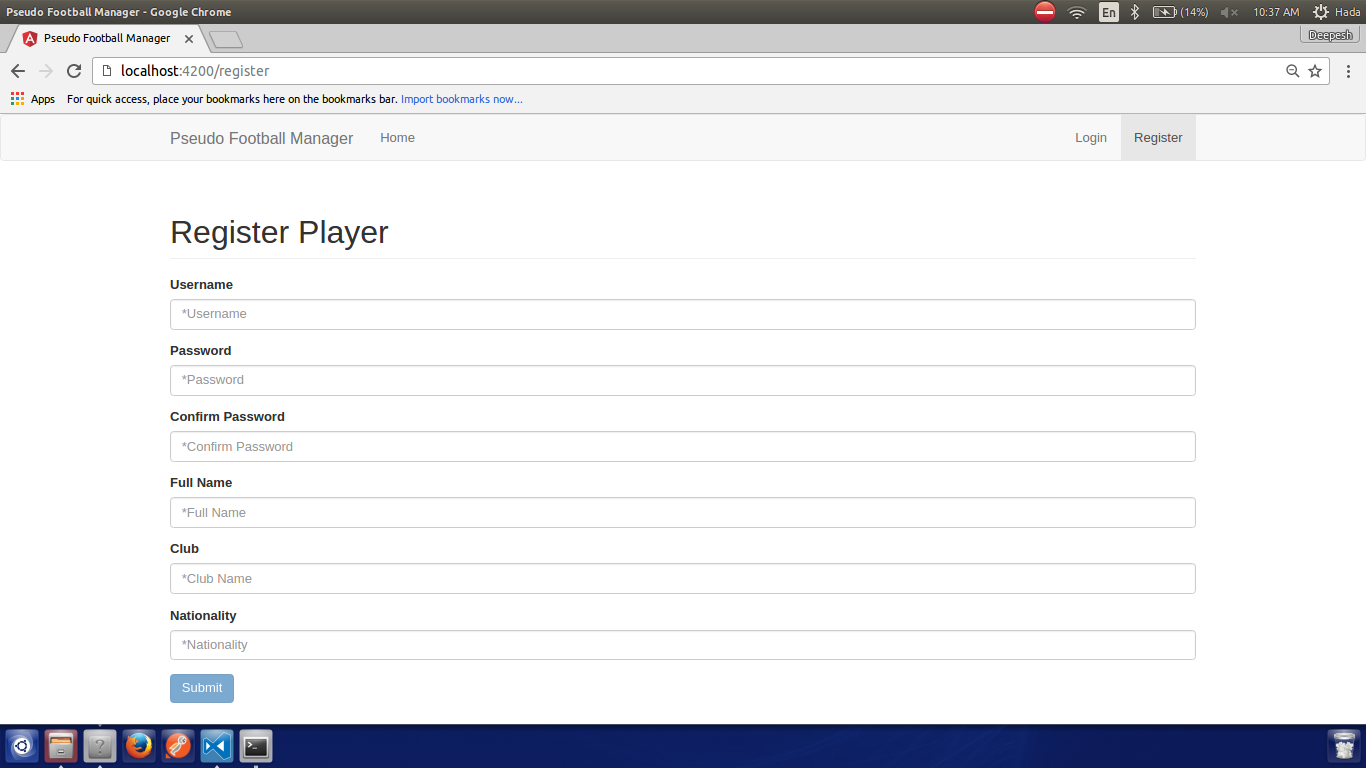 Pseudo Football Manager - Google Chrome
En
(14%)
10:37 AM
Hada
Pseudo Football Manager
Deepesh
localhost:4200/register
Apps
For quick access, place your bookmarks here on the bookmarks bar. Import bookmarks now...
Pseudo Football Manager
Home
Login
Register
Register Player
Username
*Username
Password
*Password
Confirm Password
*Confirm Password
Full Name
*Full Name
Club
*Club Name
Nationality
*Nationality
Submit